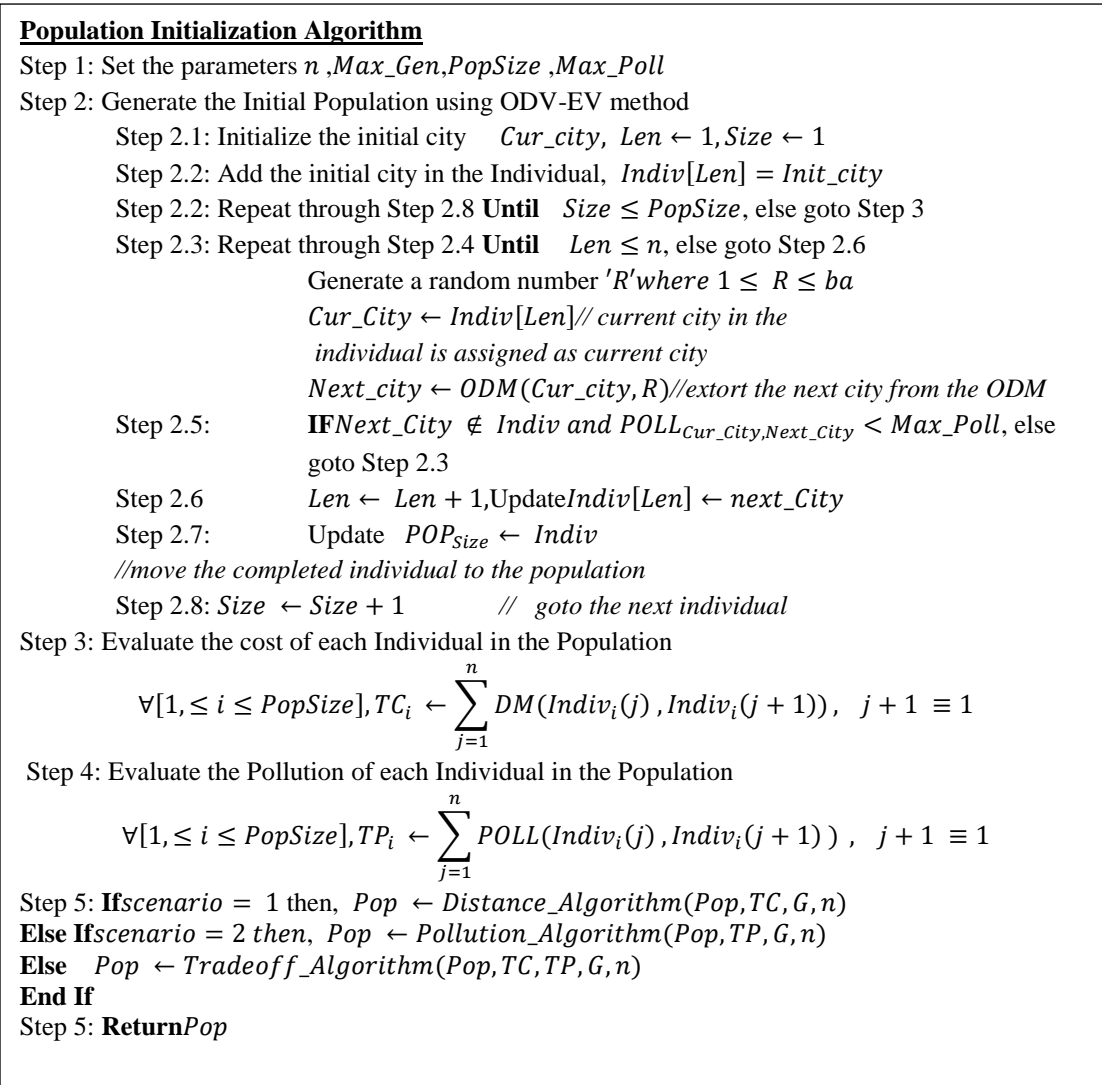 Population Initialization Algorithm
Step 1: Set the parameters n ,Max_Gen,PopSize ,Max_Poll
Step 2: Generate the Initial Population using ODV-EV method
Step 2.1: Initialize the initial city Cur_city, Len ← 1, Size ← 1
Step 2.2: Add the initial city in the Individual, Indiv[Len] = Init_city
Step 2.2: Repeat through Step 2.8 Until Size ≤ PopSize, else goto Step 3
Step 2.3: Repeat through Step 2.4 Until Len ≤ n, else goto Step 2.6
Generate a random number 'R'where 1 ≤ R ≤ ba
Cur_City ← Indiv[Len]// current city in the
individual is assigned as current city
Next_city ← ODM(Cur_city, R)//extort the next city from the ODM
Step 2.5: IFNext_City ∉ Indiv and POLL_{Cur_City,Next_City} < Max_Poll, else
goto Step 2.3
Step 2.6 Len ← Len + 1,UpdateIndiv[Len] ← next_City
Step 2.7: Update POP_{Size} ← Indiv
//move the completed individual to the population
Step 2.8: Size ← Size + 1 // goto the next individual
Step 3: Evaluate the cost of each Individual in the Population
∀[1, ≤ i ≤ PopSize], TC_i ← \sum_{j=1}^{n} DM(Indiv_i(j) , Indiv_i(j + 1)) , j + 1 ≡ 1
Step 4: Evaluate the Pollution of each Individual in the Population
∀[1, ≤ i ≤ PopSize], TP_i ← \sum_{j=1}^{n} POLL(Indiv_i(j) , Indiv_i(j + 1) ) , j + 1 ≡ 1
Step 5: Ifscenario = 1 then, Pop ← Distance_Algorithm(Pop, TC, G, n)
Else Ifscenario = 2 then, Pop ← Pollution_Algorithm(Pop, TP, G, n)
Else Pop ← Tradeoff_Algorithm(Pop, TC, TP, G, n)
End If
Step 5: ReturnPop